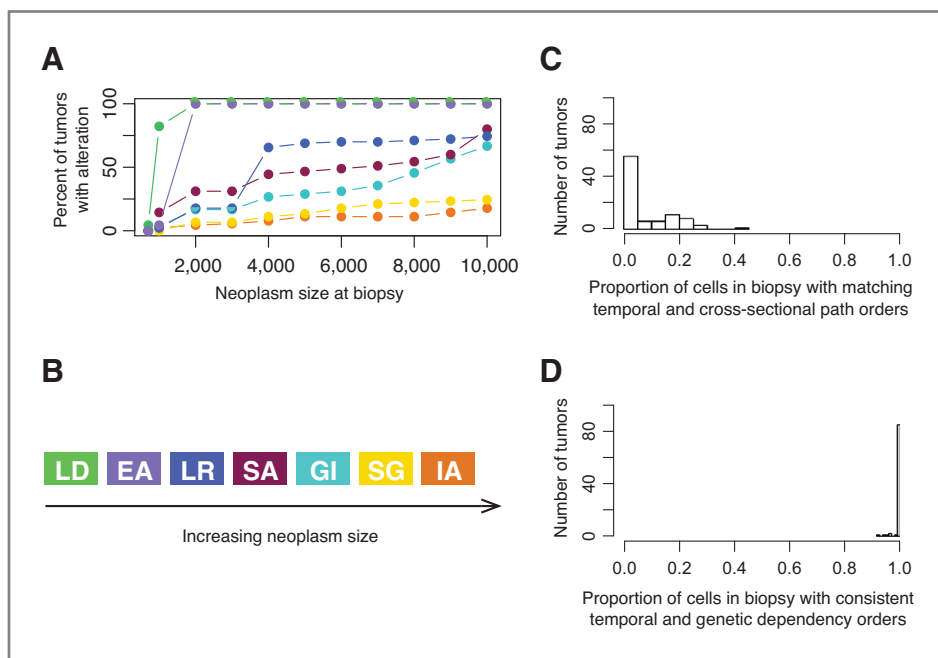 A
Percent of tumors
with alteration
100
50
0
2,000 4,000 6,000 8,000 10,000
Neoplasm size at biopsy
B
LD EA LR SA GI SG IA
Increasing neoplasm size
C
Number of tumors
80
40
0
0.0 0.2 0.4 0.6 0.8 1.0
Proportion of cells in biopsy with matching
temporal and cross-sectional path orders
D
Number of tumors
80
40
0
0.0 0.2 0.4 0.6 0.8 1.0
Proportion of cells in biopsy with consistent
temporal and genetic dependency orders